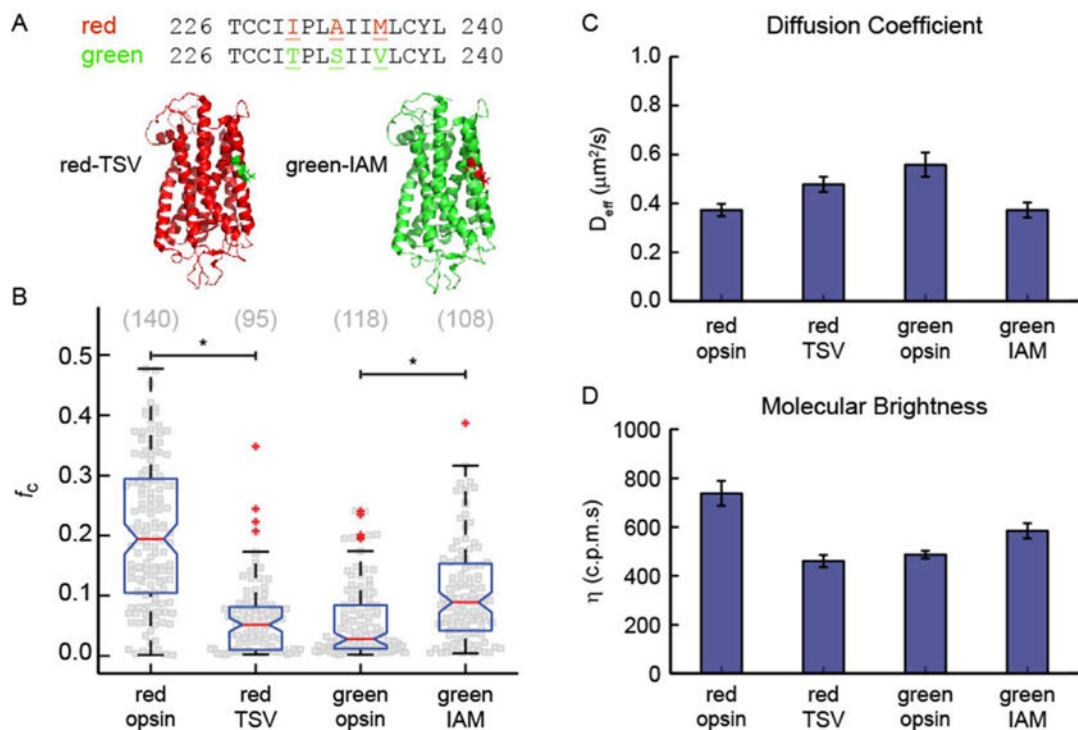 A
red 226 TCCIIPLAIIMLCYL 240
green 226 TCCITPLSIIVLCYL 240
red-TSV
green-IAM
B
(140) (95) (118) (108)
* *
0.5
0.4
0.3
0.2
0.1
0.0
fc
red opsin
red TSV
green opsin
green IAM
C
Diffusion Coefficient
1.0
0.8
0.6
0.4
0.2
0.0
Deff (μm²/s)
red opsin
red TSV
green opsin
green IAM
D
Molecular Brightness
1000
800
600
400
200
0
η (c.p.m.s)
red opsin
red TSV
green opsin
green IAM